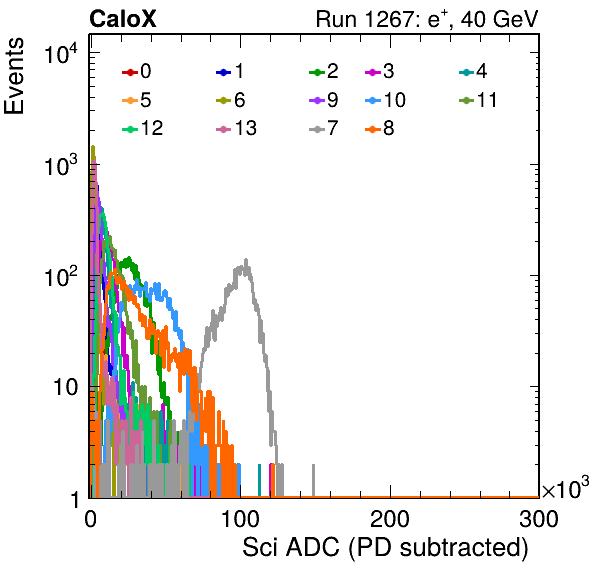 CaloX Run 1267: e⁺, 40 GeV
Events
10⁴
0 1 2 3 4
5 6 9 10 11
12 13 7 8
10³
10²
10
1
0 100 200 300
×10³
Sci ADC (PD subtracted)